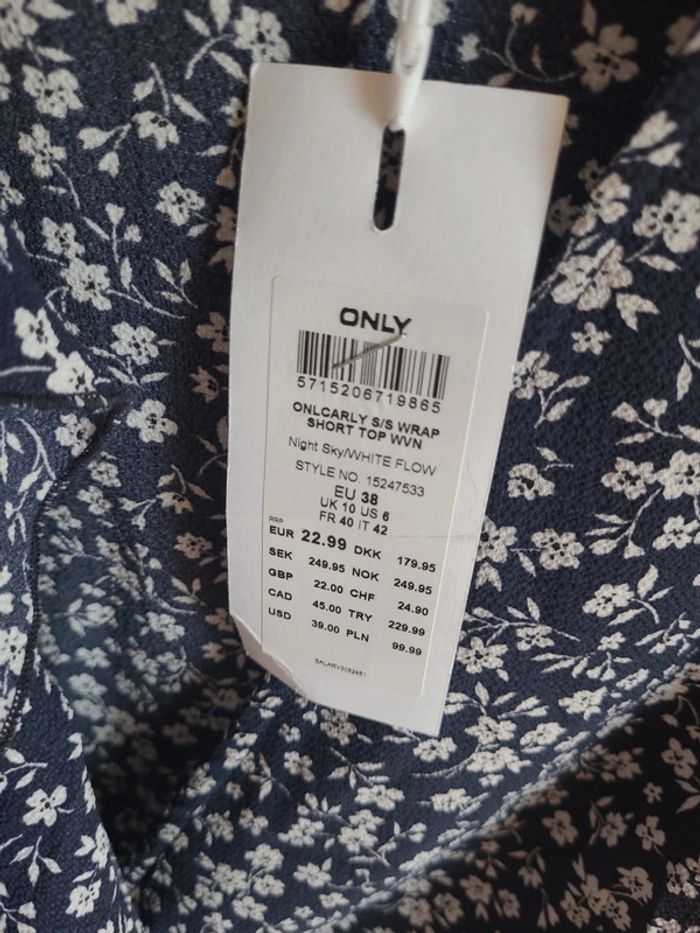 ONLY
5715206719865
ONLCARLY S/S WRAP
SHORT TOP WVN
Night Sky/WHITE FLOW
STYLE NO. 15247533
EU 38
UK 10 US 6
FR 40 IT 42
RRP
EUR 22.99 DKK 179.95
SEK 249.95 NOK 249.95
GBP 22.00 CHF 24.90
CAD 45.00 TRY 229.99
USD 39.00 PLN 99.99